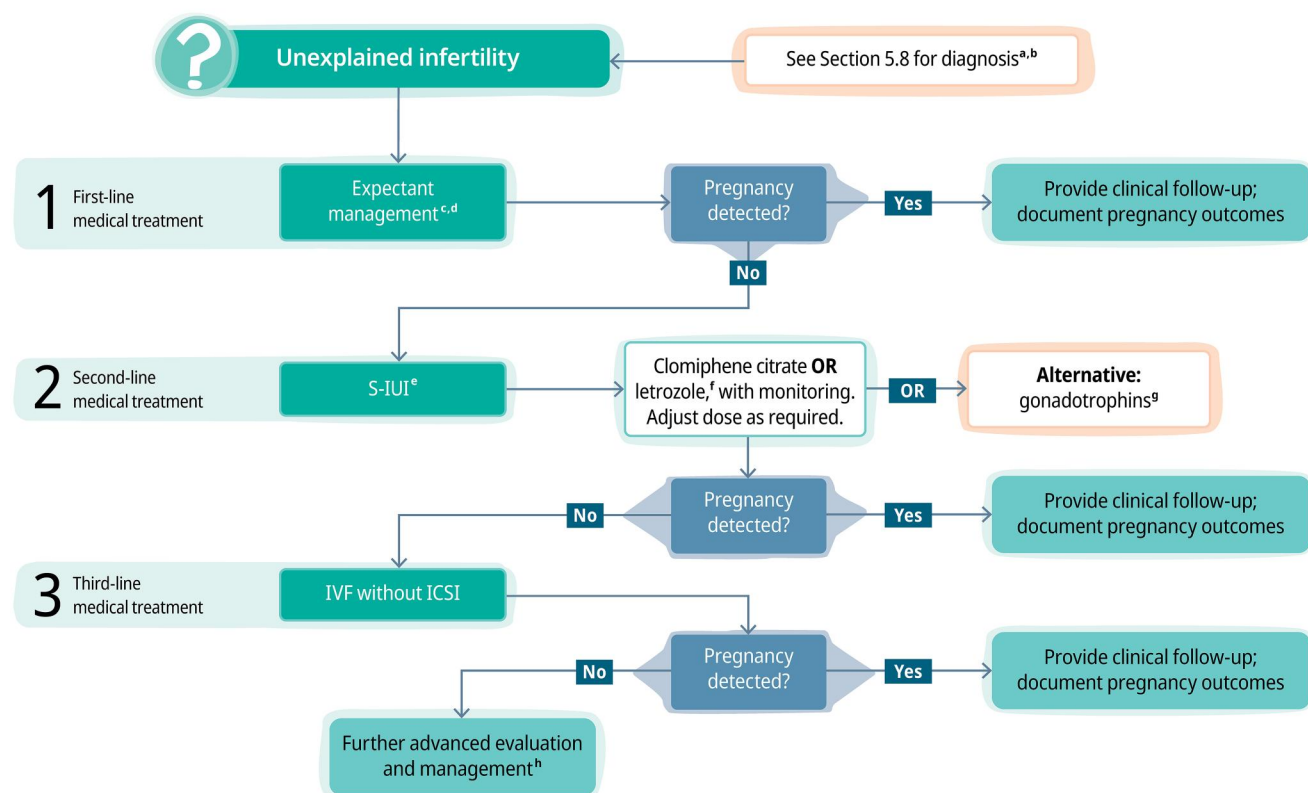 ?
Unexplained infertility
See Section 5.8 for diagnosisᵃ,ᵇ
1
First-line
medical treatment
Expectant
managementᶜ,ᵈ
Pregnancy
detected?
Yes
Provide clinical follow-up;
document pregnancy outcomes
No
2
Second-line
medical treatment
S-IUIᵉ
Clomiphene citrate OR
letrozole,ᶠ with monitoring.
Adjust dose as required.
OR
Alternative:
gonadotrophinsᵍ
No
Pregnancy
detected?
Yes
Provide clinical follow-up;
document pregnancy outcomes
3
Third-line
medical treatment
IVF without ICSI
No
Pregnancy
detected?
Yes
Provide clinical follow-up;
document pregnancy outcomes
Further advanced evaluation
and managementʰ